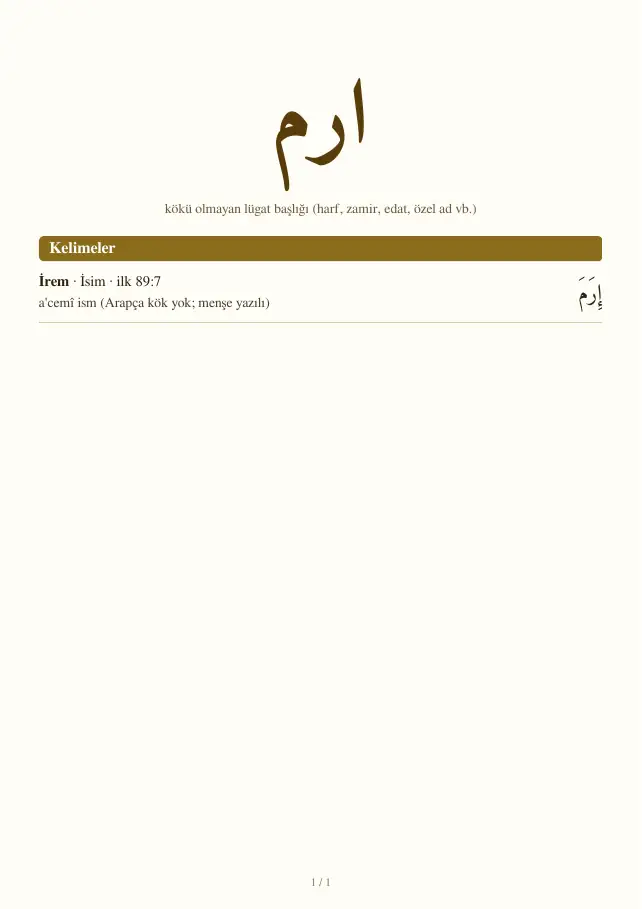 ارم
kökü olmayan lügat başlığı (harf, zamir, edat, özel ad vb.)
Kelimeler
İrem · İsim · ilk 89:7 إِرَمَ
a'cemî ism (Arapça kök yok; menşe yazılı)
1 / 1